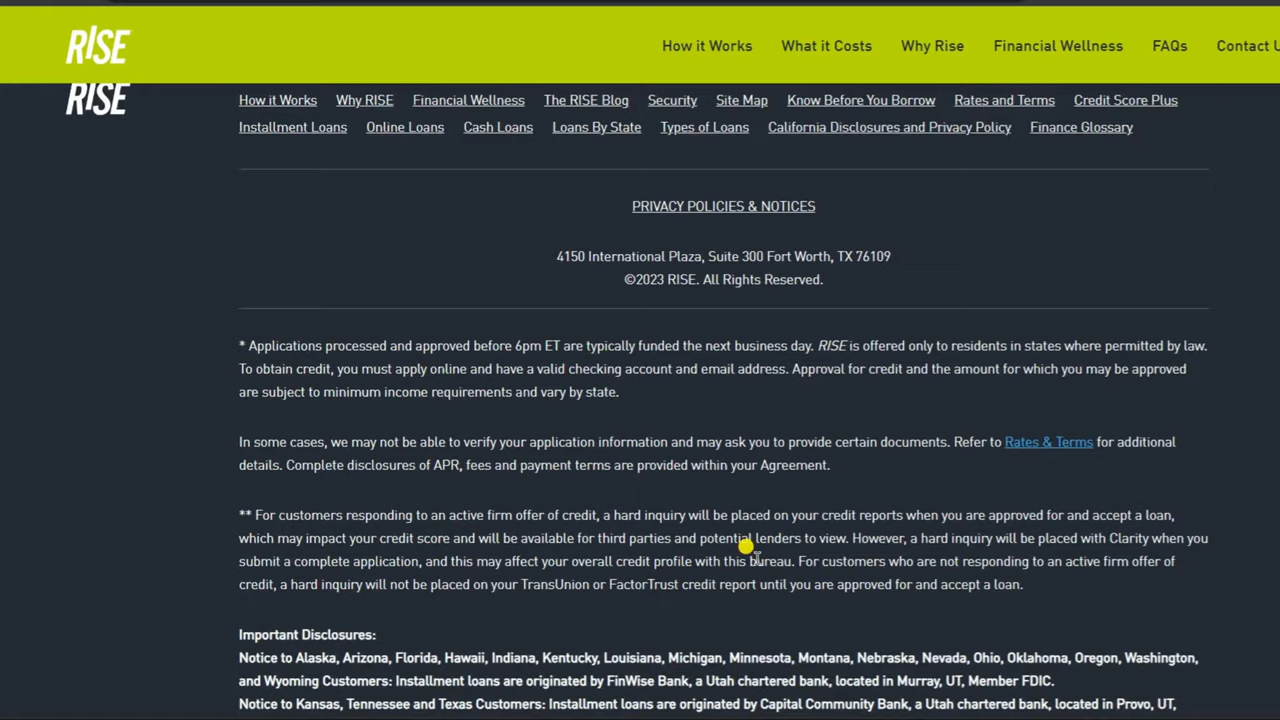 RISE
How it Works What it Costs Why Rise Financial Wellness FAQs Contact
RISE
How it Works Why RISE Financial Wellness The RISE Blog Security Site Map Know Before You Borrow Rates and Terms Credit Score Plus
Installment Loans Online Loans Cash Loans Loans By State Types of Loans California Disclosures and Privacy Policy Finance Glossary
PRIVACY POLICIES & NOTICES
4150 International Plaza, Suite 300 Fort Worth, TX 76109
©2023 RISE. All Rights Reserved.
* Applications processed and approved before 6pm ET are typically funded the next business day. RISE is offered only to residents in states where permitted by law.
To obtain credit, you must apply online and have a valid checking account and email address. Approval for credit and the amount for which you may be approved
are subject to minimum income requirements and vary by state.
In some cases, we may not be able to verify your application information and may ask you to provide certain documents. Refer to Rates & Terms for additional
details. Complete disclosures of APR, fees and payment terms are provided within your Agreement.
** For customers responding to an active firm offer of credit, a hard inquiry will be placed on your credit reports when you are approved for and accept a loan,
which may impact your credit score and will be available for third parties and potential lenders to view. However, a hard inquiry will be placed with Clarity when you
submit a complete application, and this may affect your overall credit profile with this bureau. For customers who are not responding to an active firm offer of
credit, a hard inquiry will not be placed on your TransUnion or FactorTrust credit report until you are approved for and accept a loan.
Important Disclosures:
Notice to Alaska, Arizona, Florida, Hawaii, Indiana, Kentucky, Louisiana, Michigan, Minnesota, Montana, Nebraska, Nevada, Ohio, Oklahoma, Oregon, Washington,
and Wyoming Customers: Installment loans are originated by FinWise Bank, a Utah chartered bank, located in Murray, UT, Member FDIC.
Notice to Kansas, Tennessee and Texas Customers: Installment loans are originated by Capital Community Bank, a Utah chartered bank, located in Provo, UT,